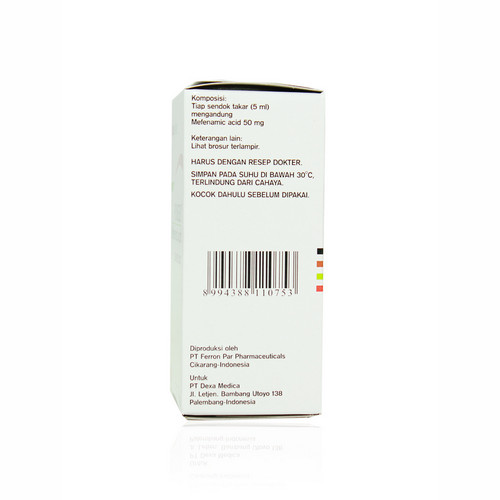 Komposisi:
Tiap sendok takar (5 ml)
mengandung
Mefenamic acid 50 mg
Keterangan lain:
Lihat brosur terlampir.
HARUS DENGAN RESEP DOKTER.
SIMPAN PADA SUHU DI BAWAH 30°C,
TERLINDUNG DARI CAHAYA.
KOCOK DAHULU SEBELUM DIPAKAI.
8 994388 110753
Diproduksi oleh
PT Ferron Par Pharmaceuticals
Cikarang-Indonesia
Untuk
PT Dexa Medica
Jl. Letjen. Bambang Utoyo 138
Palembang-Indonesia